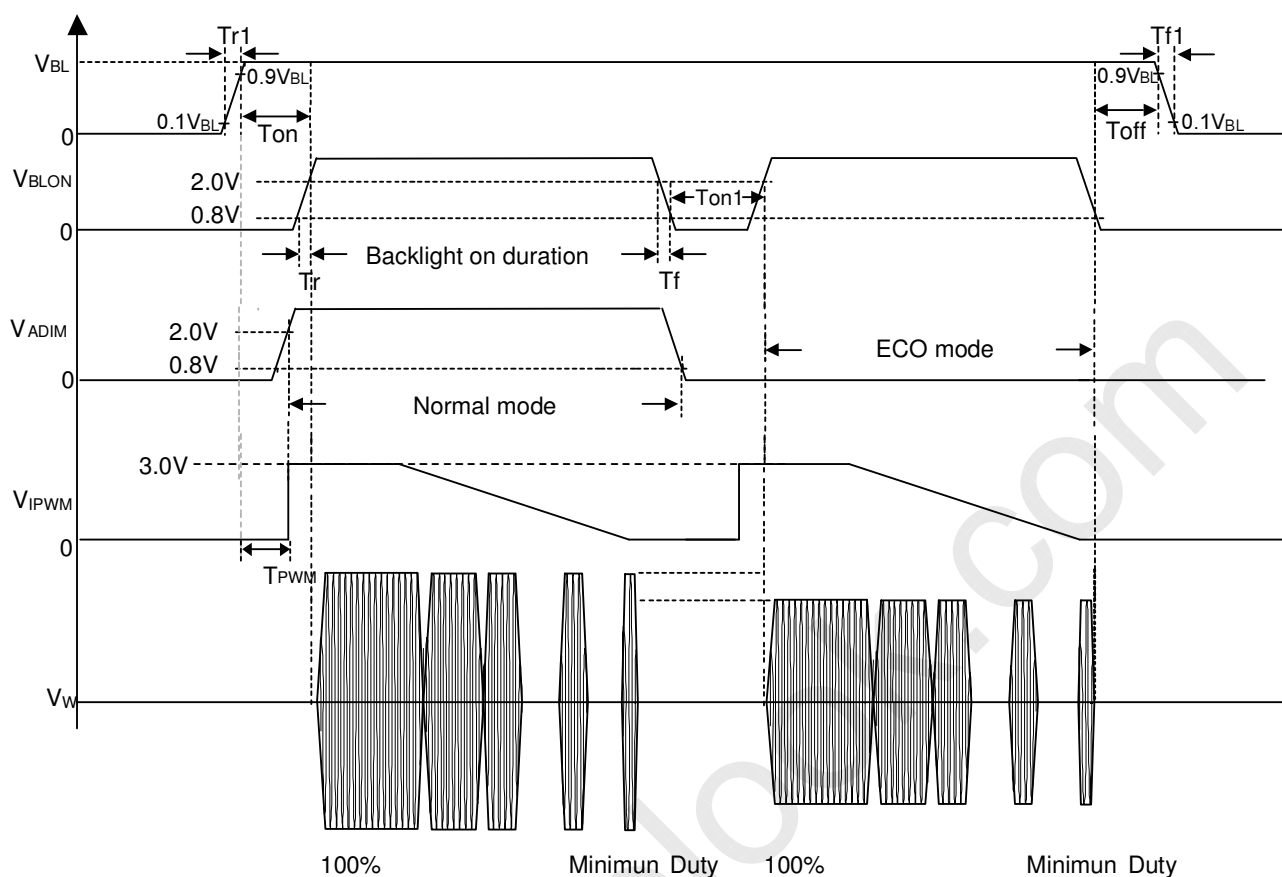 Tr1 Tf1
VBL
0.9VBL 0.9VBL
0.1VBL Ton Toff 0.1VBL
0
VBLON 2.0V Ton1
0.8V
0
Backlight on duration
Tr Tf
VADIM 2.0V
ECO mode
0.8V
0
Normal mode
3.0V
VIPWM
0
TPWM
VW
100% Minimun Duty 100% Minimun Duty